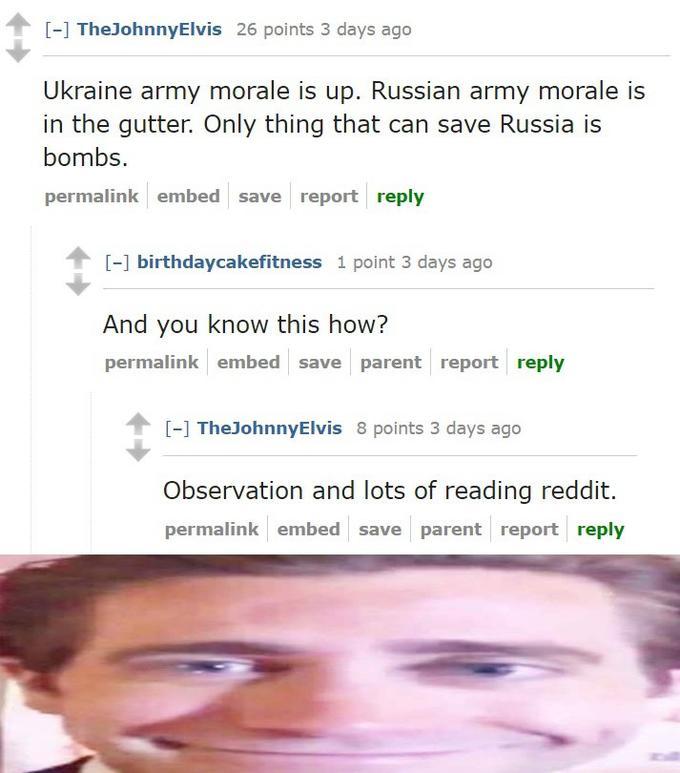 [-] TheJohnnyElvis 26 points 3 days ago
Ukraine army morale is up. Russian army morale is
in the gutter. Only thing that can save Russia is
bombs.
permalink embed save report reply
[-] birthdaycakefitness 1 point 3 days ago
And you know this how?
permalink embed save parent report reply
[-] TheJohnnyElvis 8 points 3 days ago
Observation and lots of reading reddit.
permalink embed save parent report reply